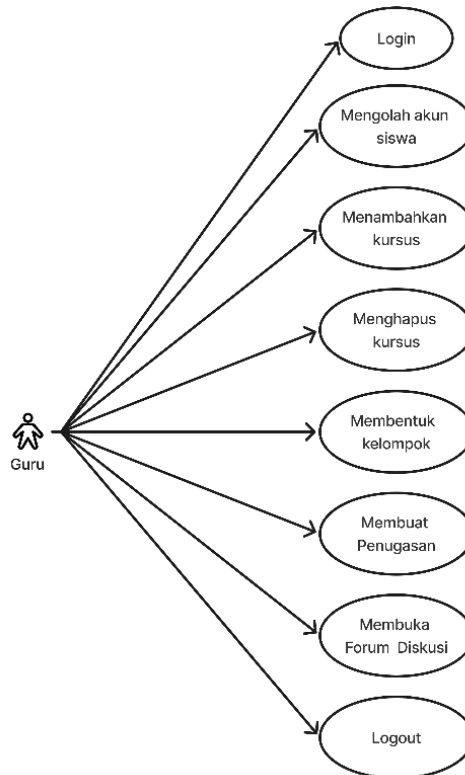 Login
Mengolah akun
siswa
Menambahkan
kursus
Menghapus
kursus
Membentuk
kelompok
Guru
Membuat
Penugasan
Membuka
Forum Diskusi
Logout